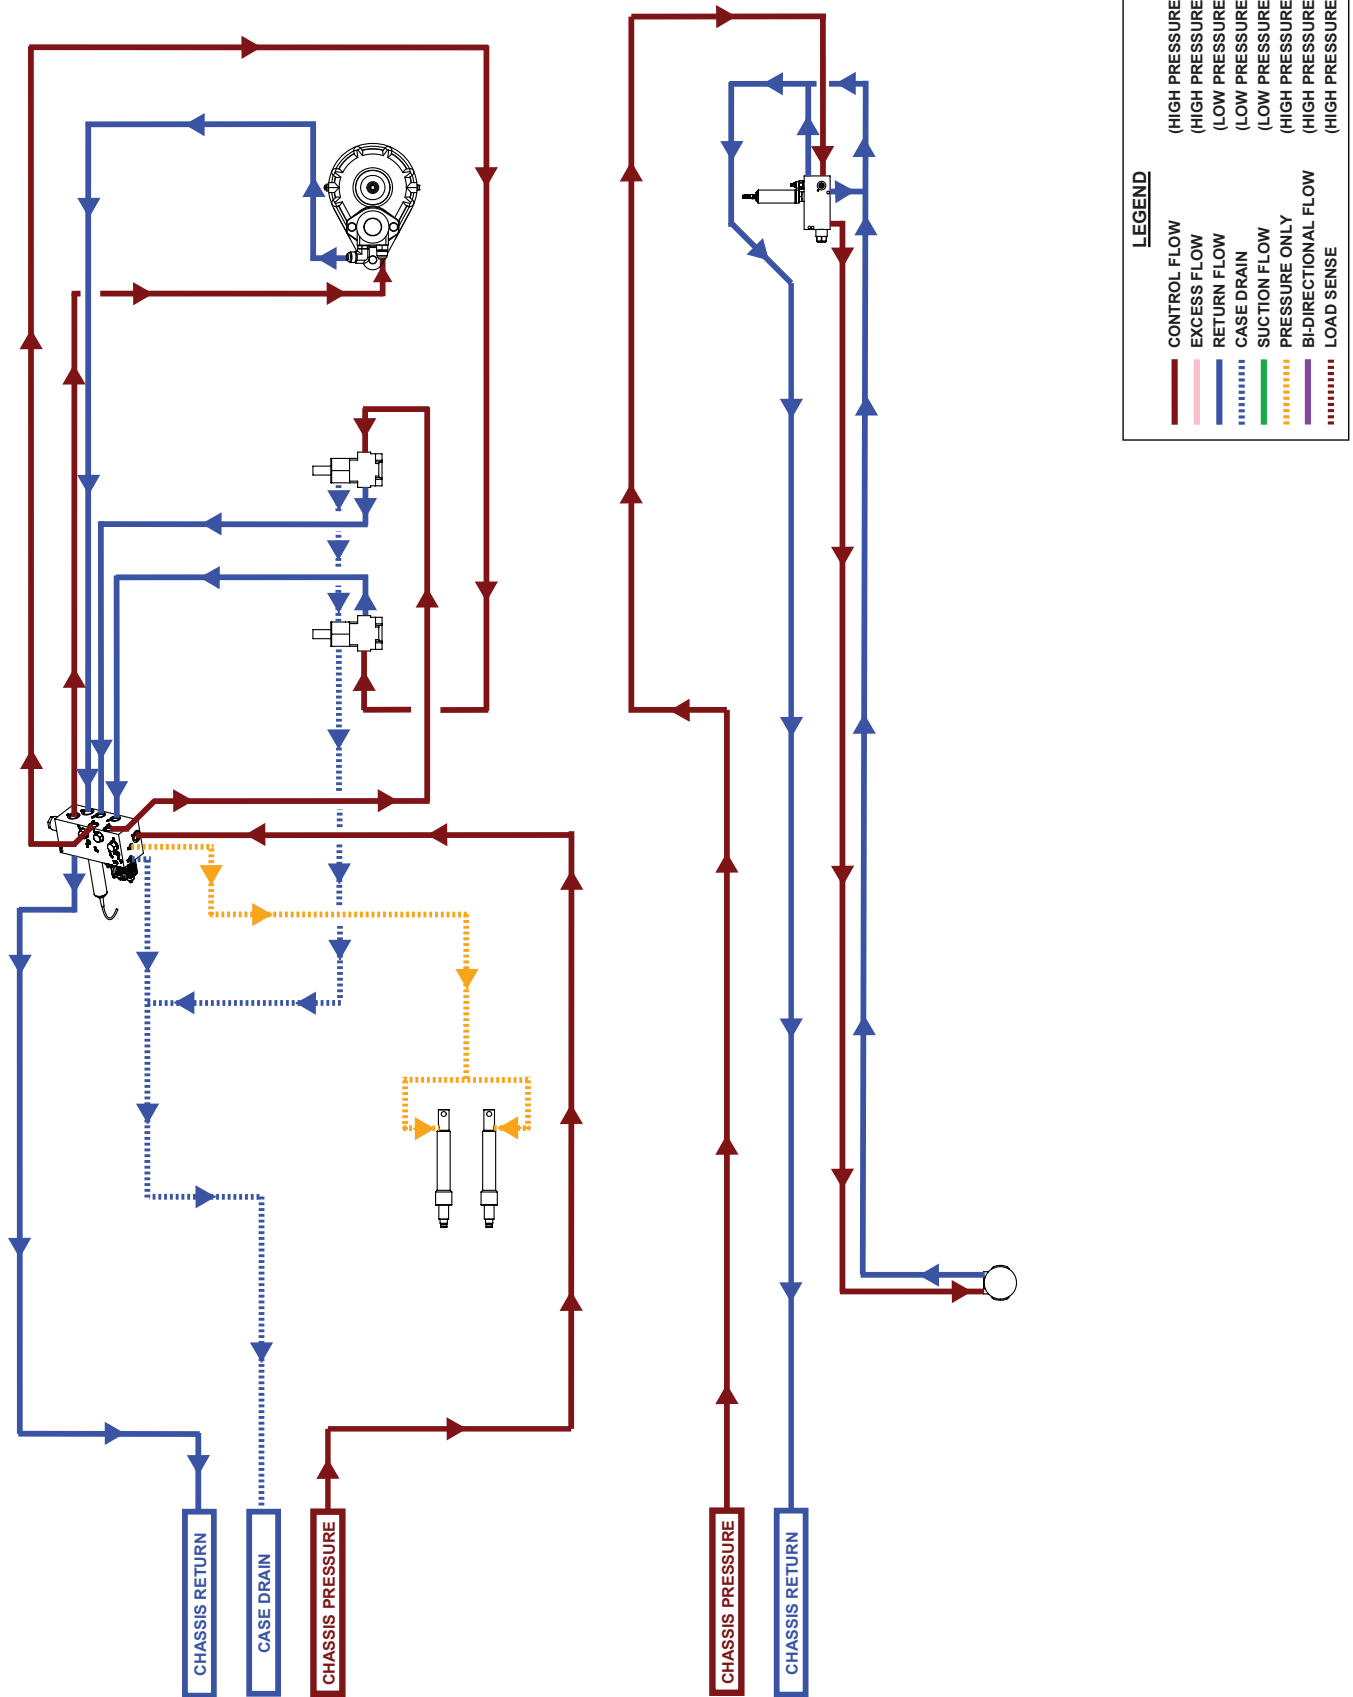 LEGEND
CONTROL FLOW (HIGH PRESSURE
EXCESS FLOW (HIGH PRESSURE
RETURN FLOW (LOW PRESSURE
CASE DRAIN (LOW PRESSURE
SUCTION FLOW (LOW PRESSURE
PRESSURE ONLY (HIGH PRESSURE
BI-DIRECTIONAL FLOW (HIGH PRESSURE
LOAD SENSE (HIGH PRESSURE
CHASSIS RETURN
CASE DRAIN
CHASSIS PRESSURE
CHASSIS PRESSURE
CHASSIS RETURN